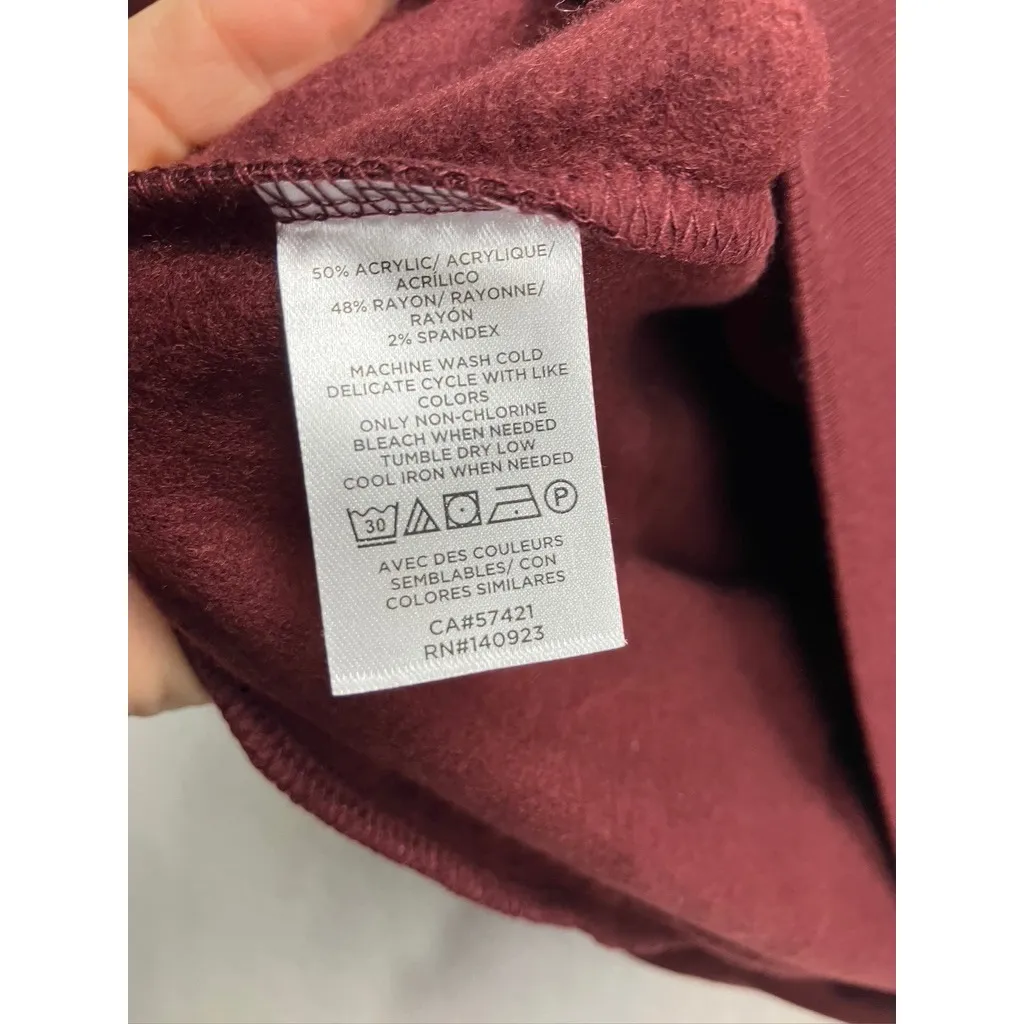 50% ACRYLIC/ ACRYLIQUE/
ACRÍLICO
48% RAYON/ RAYONNE/
RAYÓN
2% SPANDEX
MACHINE WASH COLD
DELICATE CYCLE WITH LIKE
COLORS
ONLY NON-CHLORINE
BLEACH WHEN NEEDED
TUMBLE DRY LOW
COOL IRON WHEN NEEDED
30 P
AVEC DES COULEURS
SEMBLABLES/ CON
COLORES SIMILARES
CA#57421
RN#140923